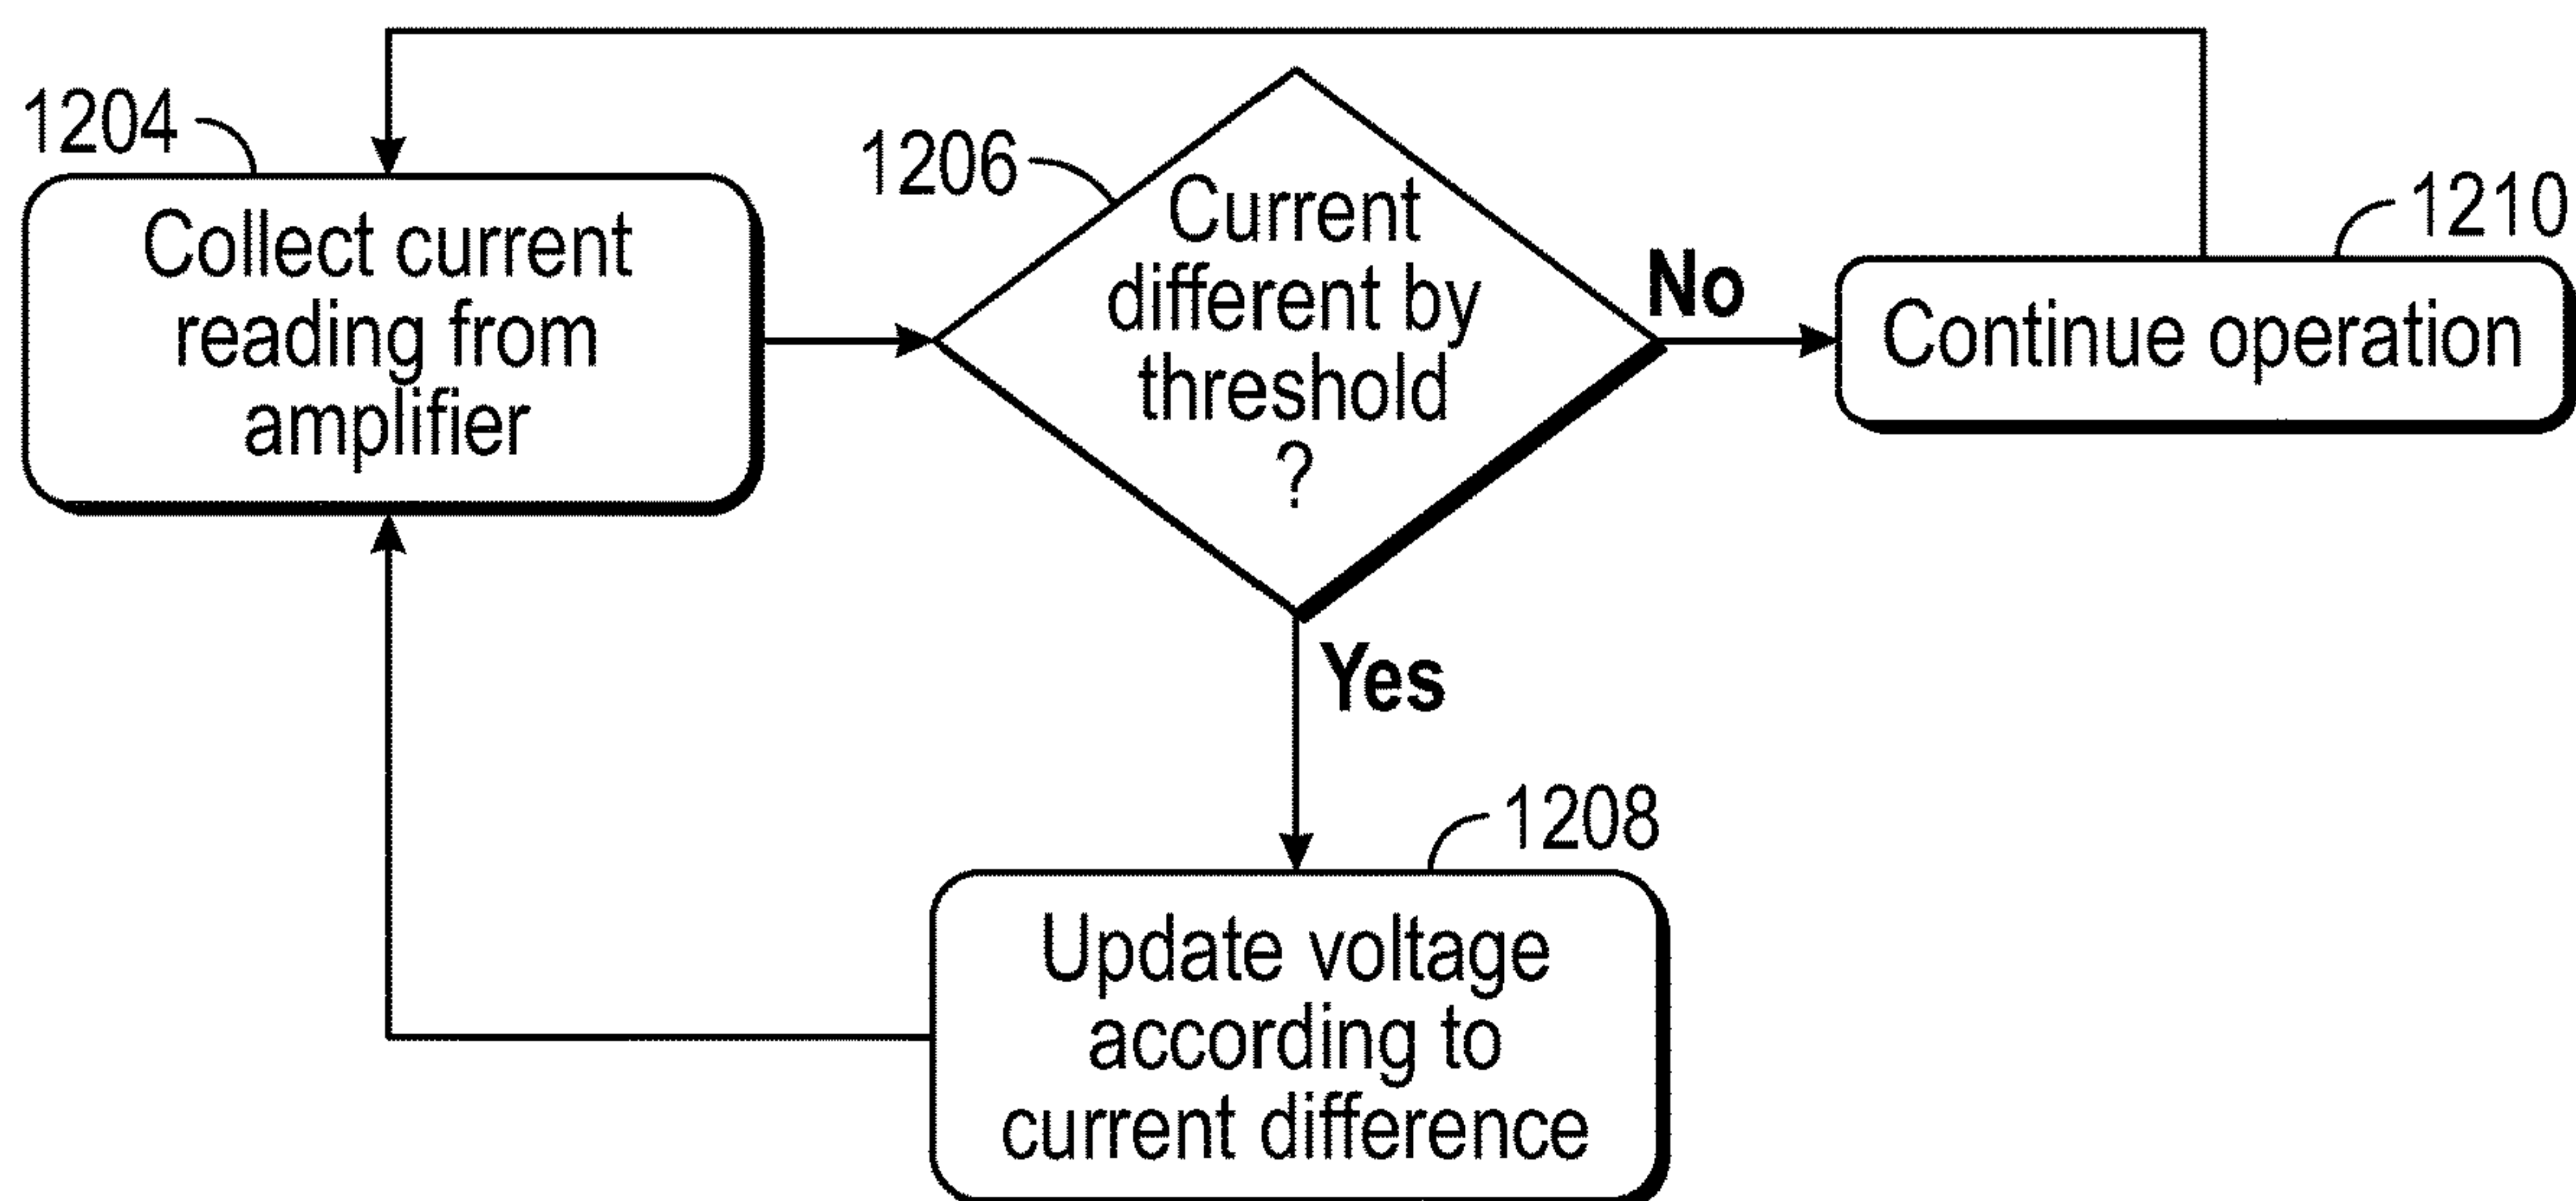 1204
Collect current
reading from
amplifier
1206
Current
different by
threshold
?
No
1210
Continue operation
Yes
1208
Update voltage
according to
current difference